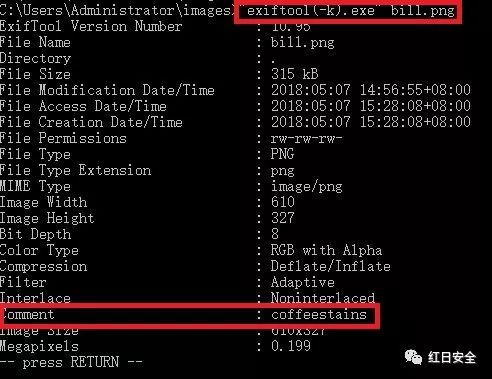 C:\Users\Administrator\images>"exiftool(-k).exe" bill.png
ExifTool Version Number : 10.95
File Name : bill.png
Directory : .
File Size : 315 kB
File Modification Date/Time : 2018:05:07 14:56:55+08:00
File Access Date/Time : 2018:05:07 15:28:08+08:00
File Creation Date/Time : 2018:05:07 15:28:08+08:00
File Permissions : rw-rw-rw-
File Type : PNG
File Type Extension : png
MIME Type : image/png
Image Width : 610
Image Height : 327
Bit Depth : 8
Color Type : RGB with Alpha
Compression : Deflate/Inflate
Filter : Adaptive
Interlace : Noninterlaced
Comment : coffeestains
Image Size : 610x327
Megapixels : 0.199
-- press RETURN --
红日安全